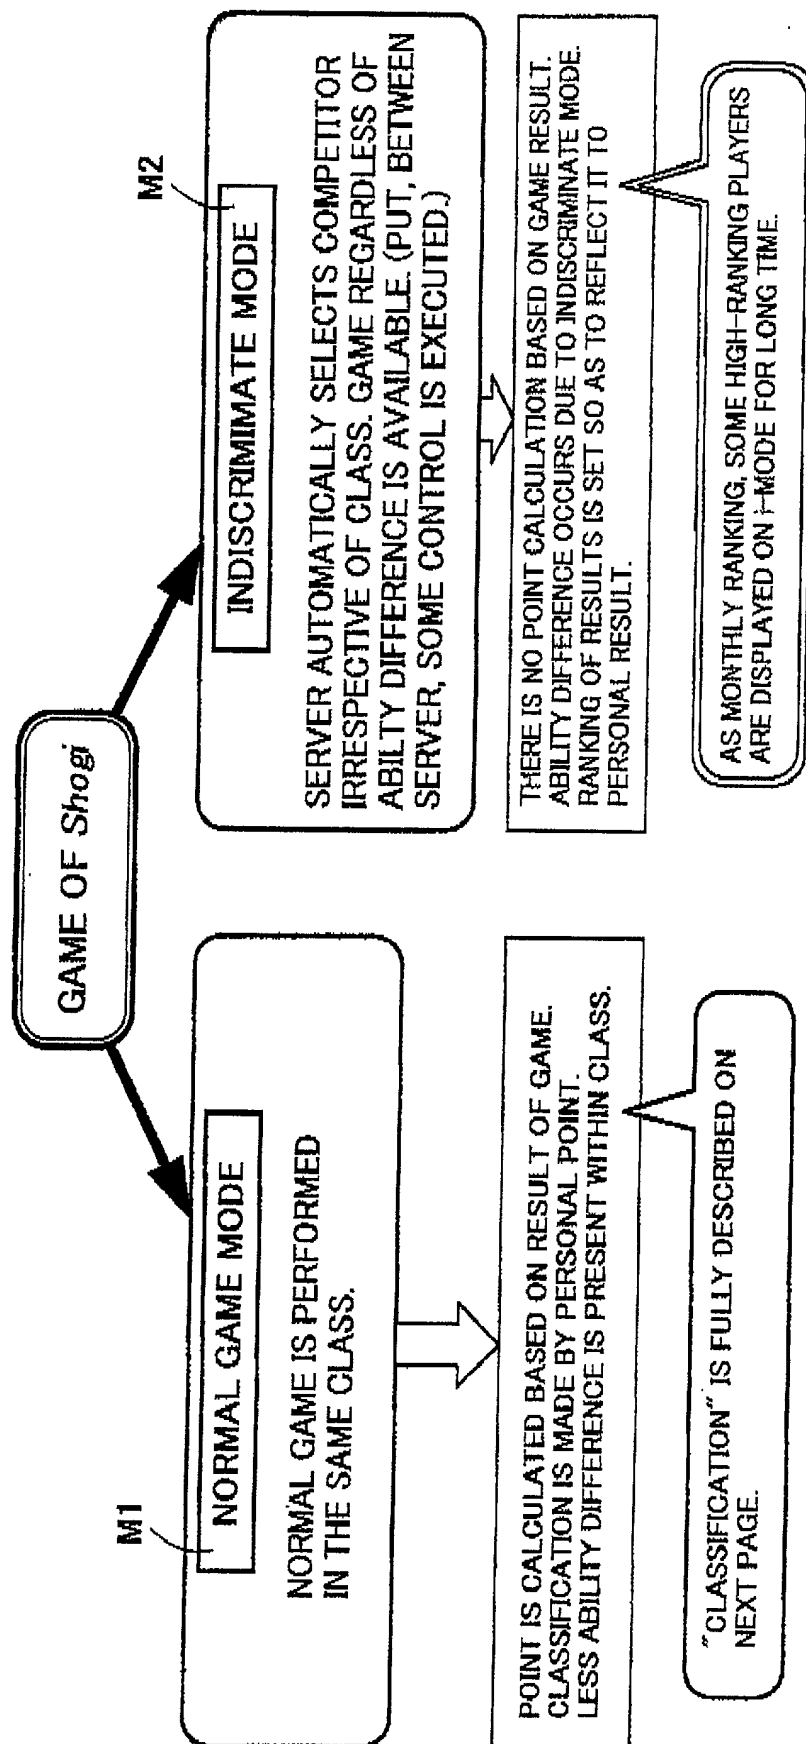 GAME OF Shogi
M1
NORMAL GAME MODE
NORMAL GAME IS PERFORMED
IN THE SAME CLASS.
POINT IS CALCULATED BASED ON RESULT OF GAME.
CLASSIFICATION IS MADE BY PERSONAL POINT.
LESS ABILITY DIFFERENCE IS PRESENT WITHIN CLASS.
"CLASSIFICATION" IS FULLY DESCRIBED ON
NEXT PAGE.
M2
INDISCRIMIMATE MODE
SERVER AUTOMATICALLY SELECTS COMPETITOR
IRRESPECTIVE OF CLASS. GAME REGARDLESS OF
ABILTY DIFFERENCE IS AVAILABLE. (PUT, BETWEEN
SERVER, SOME CONTROL IS EXECUTED.)
THERE IS NO POINT CALCULATION BASED ON GAME RESULT.
ABILITY DIFFERENCE OCCURS DUE TO INDISCRIMINATE MODE.
RANKING OF RESULTS IS SET SO AS TO REFLECT IT TO
PERSONAL RESULT.
AS MONTHLY RANKING, SOME HIGH-RANKING PLAYERS
ARE DISPLAYED ON i-MODE FOR LONG TIME.